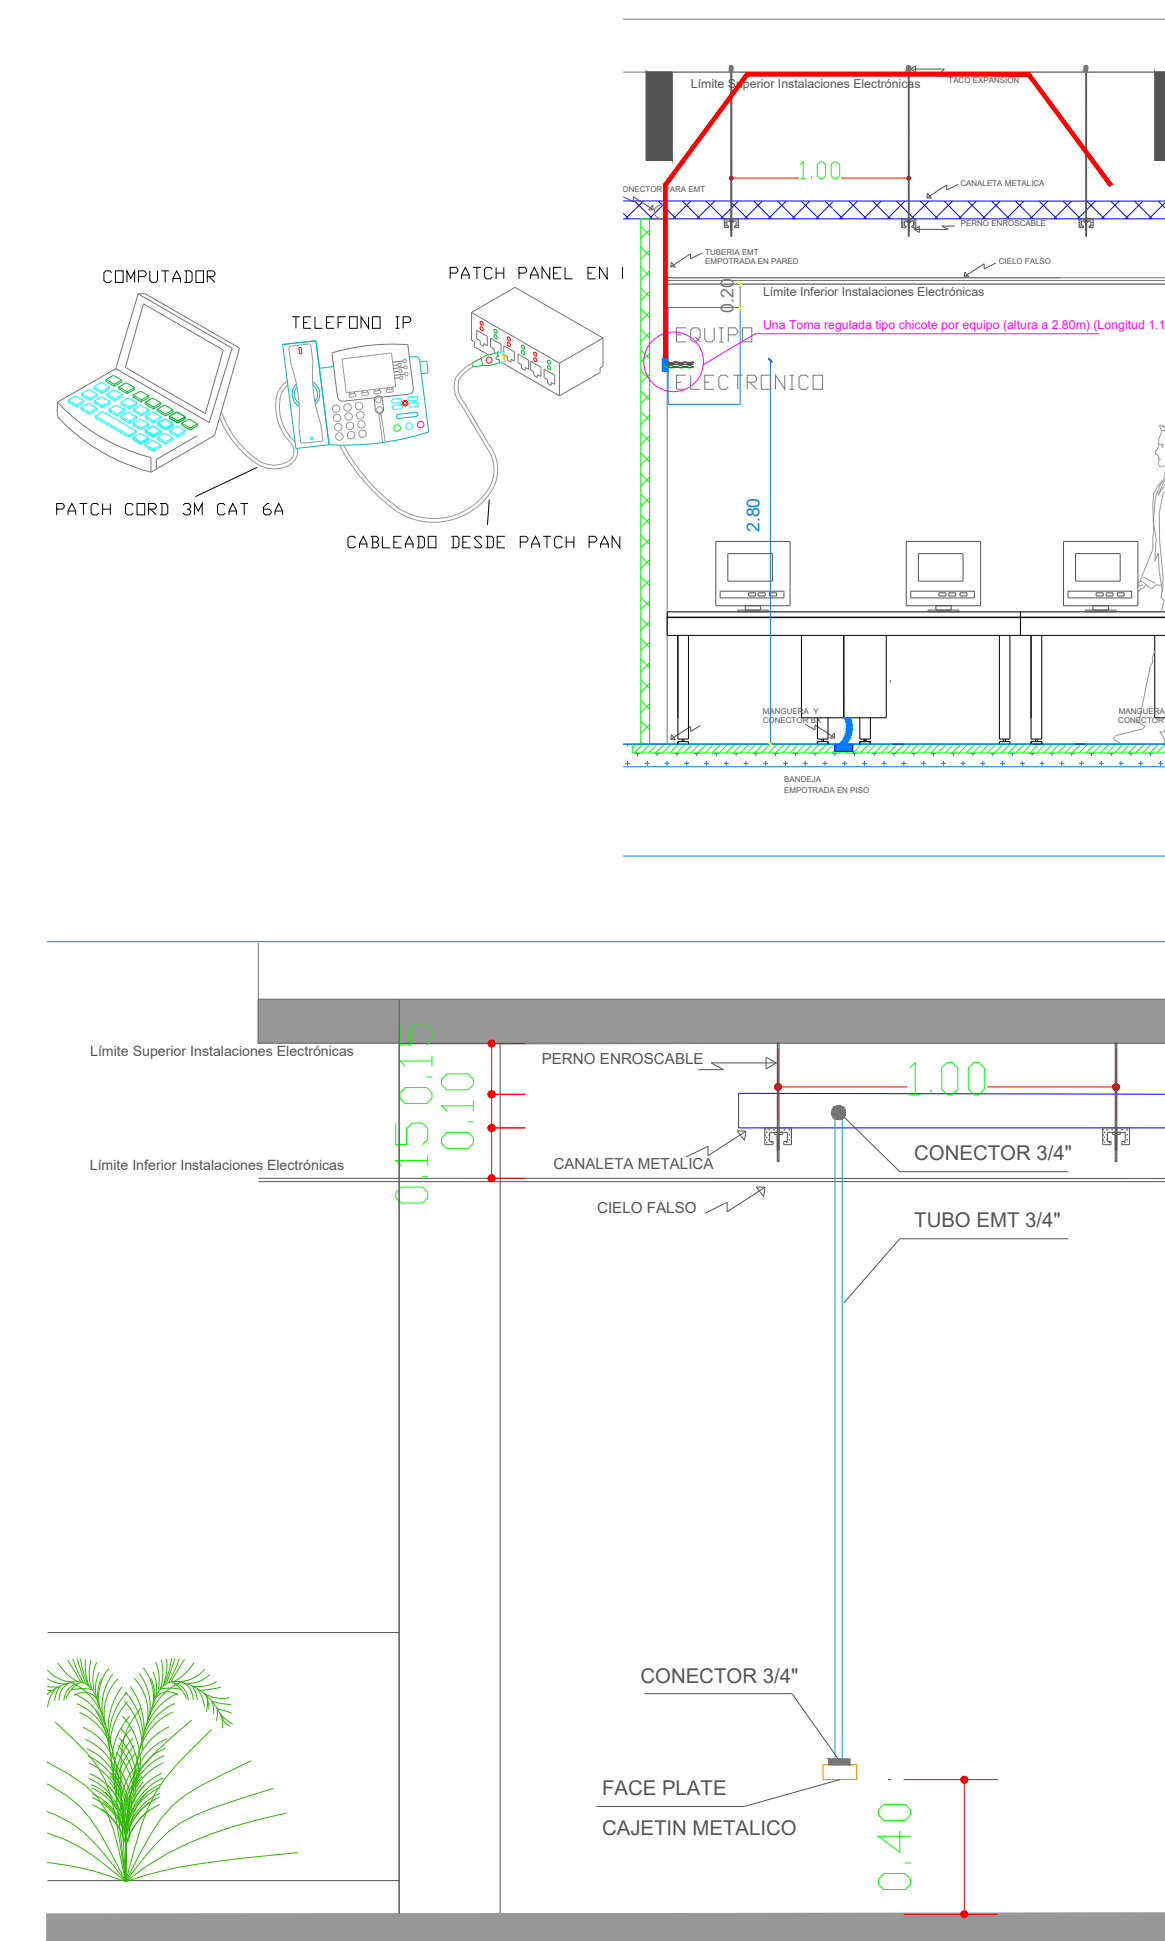 Límite Superior Instalaciones Electrónicas
TACO EXPANSION
1.00
CANALETA METALICA
ONECTOR PARA EMT
PERNO ENROSCABLE
TUBERIA EMT
EMPOTRADA EN PARED
CIELO FALSO
0.20
Límite Inferior Instalaciones Electrónicas
Una Toma regulada tipo chicote por equipo (altura a 2.80m) (Longitud 1.1
EQUIPO
ELECTRONICO
2.80
MANGUERA Y
CONECTOR BX
MANGUERA
CONECTOR
BANDEJA
EMPOTRADA EN PISO
COMPUTADOR
TELEFONO IP
PATCH PANEL EN
PATCH CORD 3M CAT 6A
CABLEADO DESDE PATCH PAN
Límite Superior Instalaciones Electrónicas
0.15
0.10
0.15
PERNO ENROSCABLE
1.00
CANALETA METALICA
CONECTOR 3/4"
Límite Inferior Instalaciones Electrónicas
CIELO FALSO
TUBO EMT 3/4"
CONECTOR 3/4"
FACE PLATE
CAJETIN METALICO
0.40